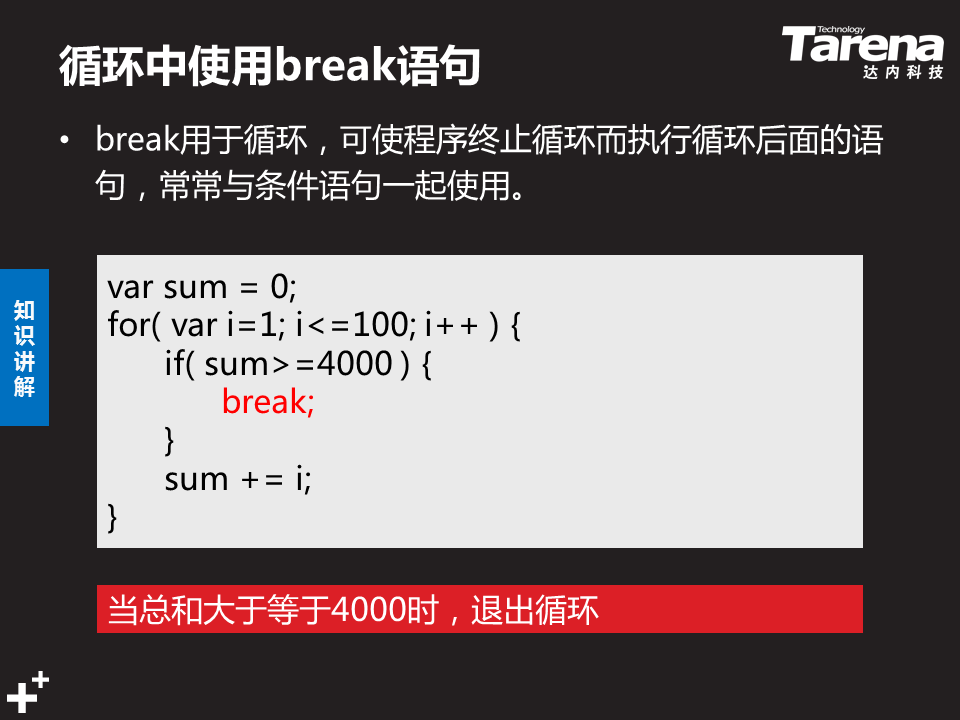 循环中使用break语句
Technology
Tarena
达内科技
• break用于循环，可使程序终止循环而执行循环后面的语
句，常常与条件语句一起使用。
知
识
讲
解
var sum = 0;
for( var i=1; i<=100; i++ ) {
if( sum>=4000 ) {
break;
}
sum += i;
}
当总和大于等于4000时，退出循环